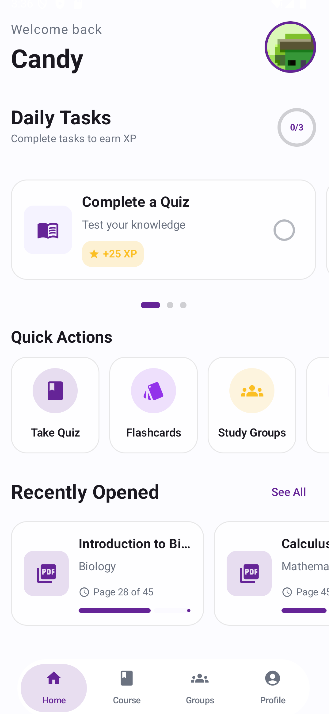 Welcome back
Candy
Daily Tasks
Complete tasks to earn XP
0/3
Complete a Quiz
Test your knowledge
+25 XP
Quick Actions
Take Quiz
Flashcards
Study Groups
Recently Opened
See All
PDF
Introduction to Bi...
Biology
Page 28 of 45
PDF
Calculus
Mathema
Page 45
Home
Course
Groups
Profile